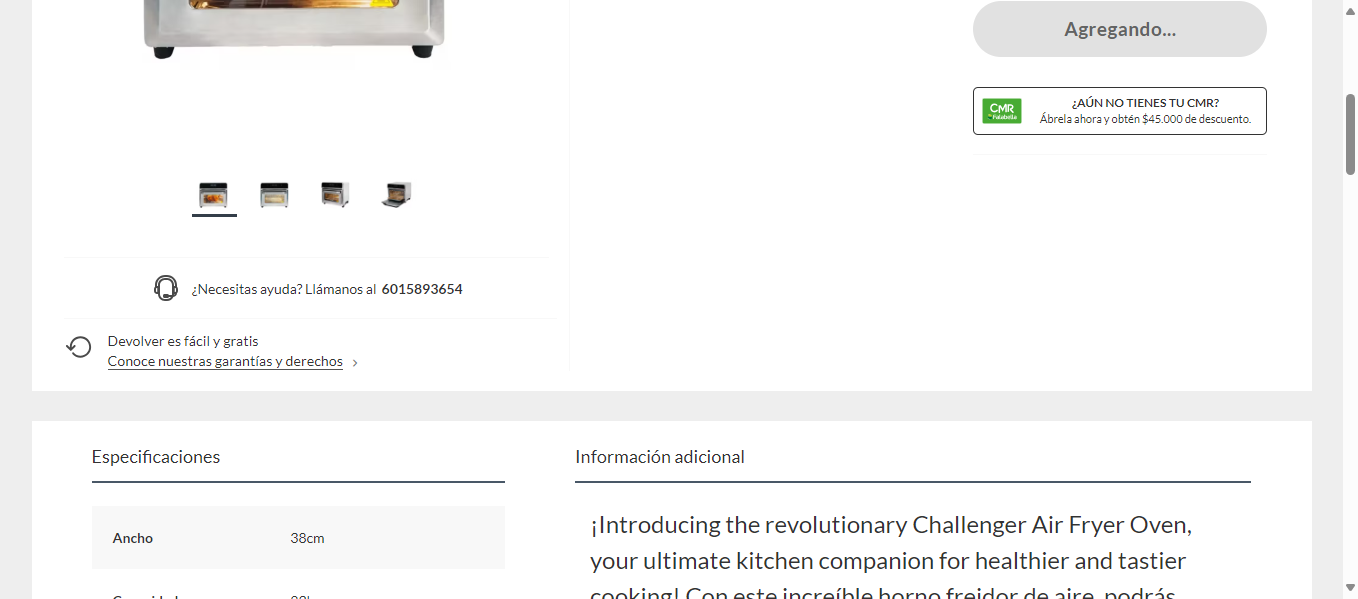 Agregando...
CMR
Falabella
¿AÚN NO TIENES TU CMR?
Ábrela ahora y obtén $45.000 de descuento.
¿Necesitas ayuda? Llámanos al 6015893654
Devolver es fácil y gratis
Conoce nuestras garantías y derechos
Especificaciones
Ancho 38cm
Información adicional
¡Introducing the revolutionary Challenger Air Fryer Oven,
your ultimate kitchen companion for healthier and tastier
cooking! Con este increíble horno freidor de aire, podrás